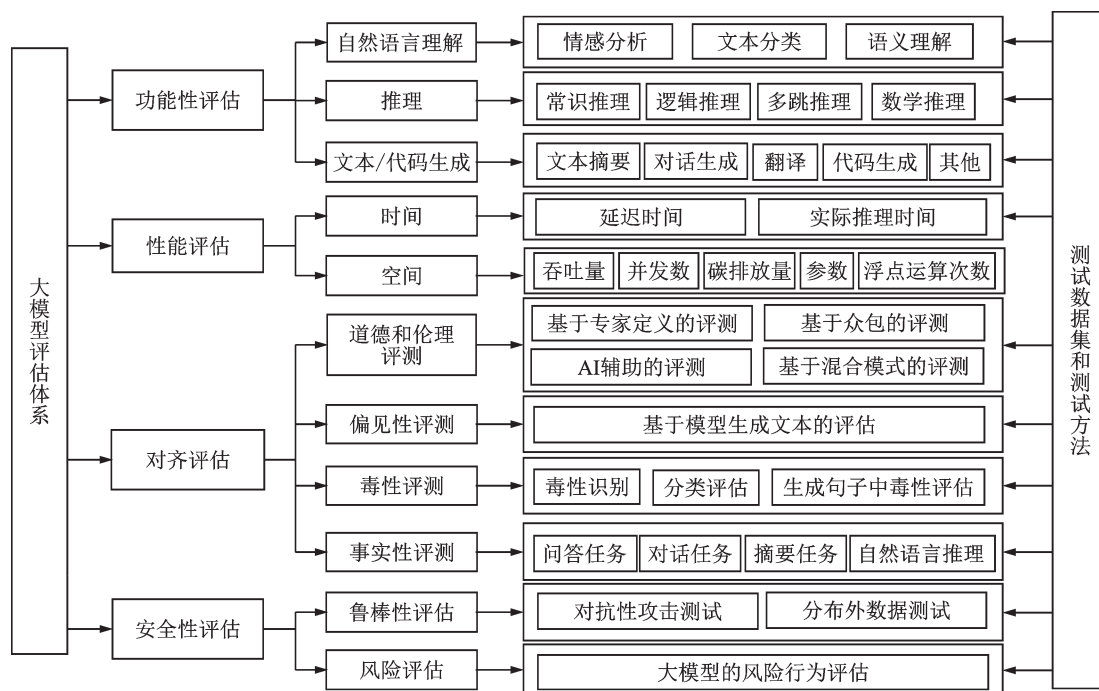 大模型评估体系
功能性评估
自然语言理解
情感分析
文本分类
语义理解
推理
常识推理
逻辑推理
多跳推理
数学推理
文本/代码生成
文本摘要
对话生成
翻译
代码生成
其他
性能评估
时间
延迟时间
实际推理时间
空间
吞吐量
并发数
碳排放量
参数
浮点运算次数
对齐评估
道德和伦理
评测
基于专家定义的评测
基于众包的评测
AI辅助的评测
基于混合模式的评测
偏见性评测
基于模型生成文本的评估
毒性评测
毒性识别
分类评估
生成句子中毒性评估
事实性评测
问答任务
对话任务
摘要任务
自然语言推理
安全性评估
鲁棒性评估
对抗性攻击测试
分布外数据测试
风险评估
大模型的风险行为评估
测试数据集和测试方法